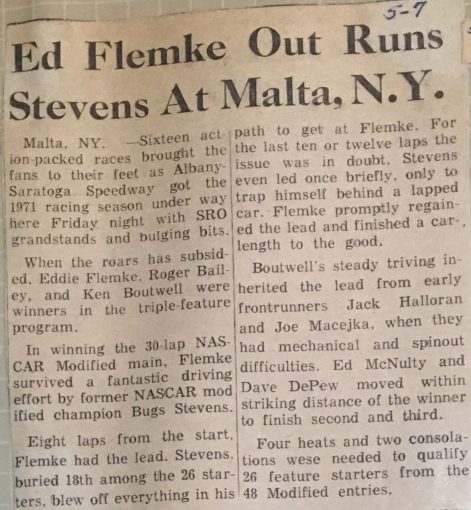 5-7
Ed Flemke Out Runs
Stevens At Malta, N.Y.
Malta, NY. —Sixteen act-
ion-packed races brought the
fans to their feet as Albany-
Saratoga Speedway got the
1971 racing season under way
here Friday night with SRO
grandstands and bulging bits.
When the roars has subsid-
ed, Eddie Flemke, Roger Bail-
ey, and Ken Boutwell were
winners in the triple-feature
program.
In winning the 30-lap NAS-
CAR Modified main, Flemke
survived a fantastic driving
effort by former NASCAR mod
ified champion Bugs Stevens.
Eight laps from the start,
Flemke had the lead. Stevens,
buried 18th among the 26 star-
ters, blew off everything in his
path to get at Flemke. For
the last ten or twelve laps the
issue was in doubt. Stevens
even led once briefly, only to
trap himself behind a lapped
car. Flemke promptly regain-
ed the lead and finished a car-
length to the good.
Boutwell's steady triving in-
herited the lead from early
frontrunners Jack Halloran
and Joe Macejka, when they
had mechanical and spinout
difficulties. Ed McNulty and
Dave DePew moved within
striking distance of the winner
to finish second and third.
Four heats and two consola-
tions wese needed to qualify
26 feature starters from the
48 Modified entries.